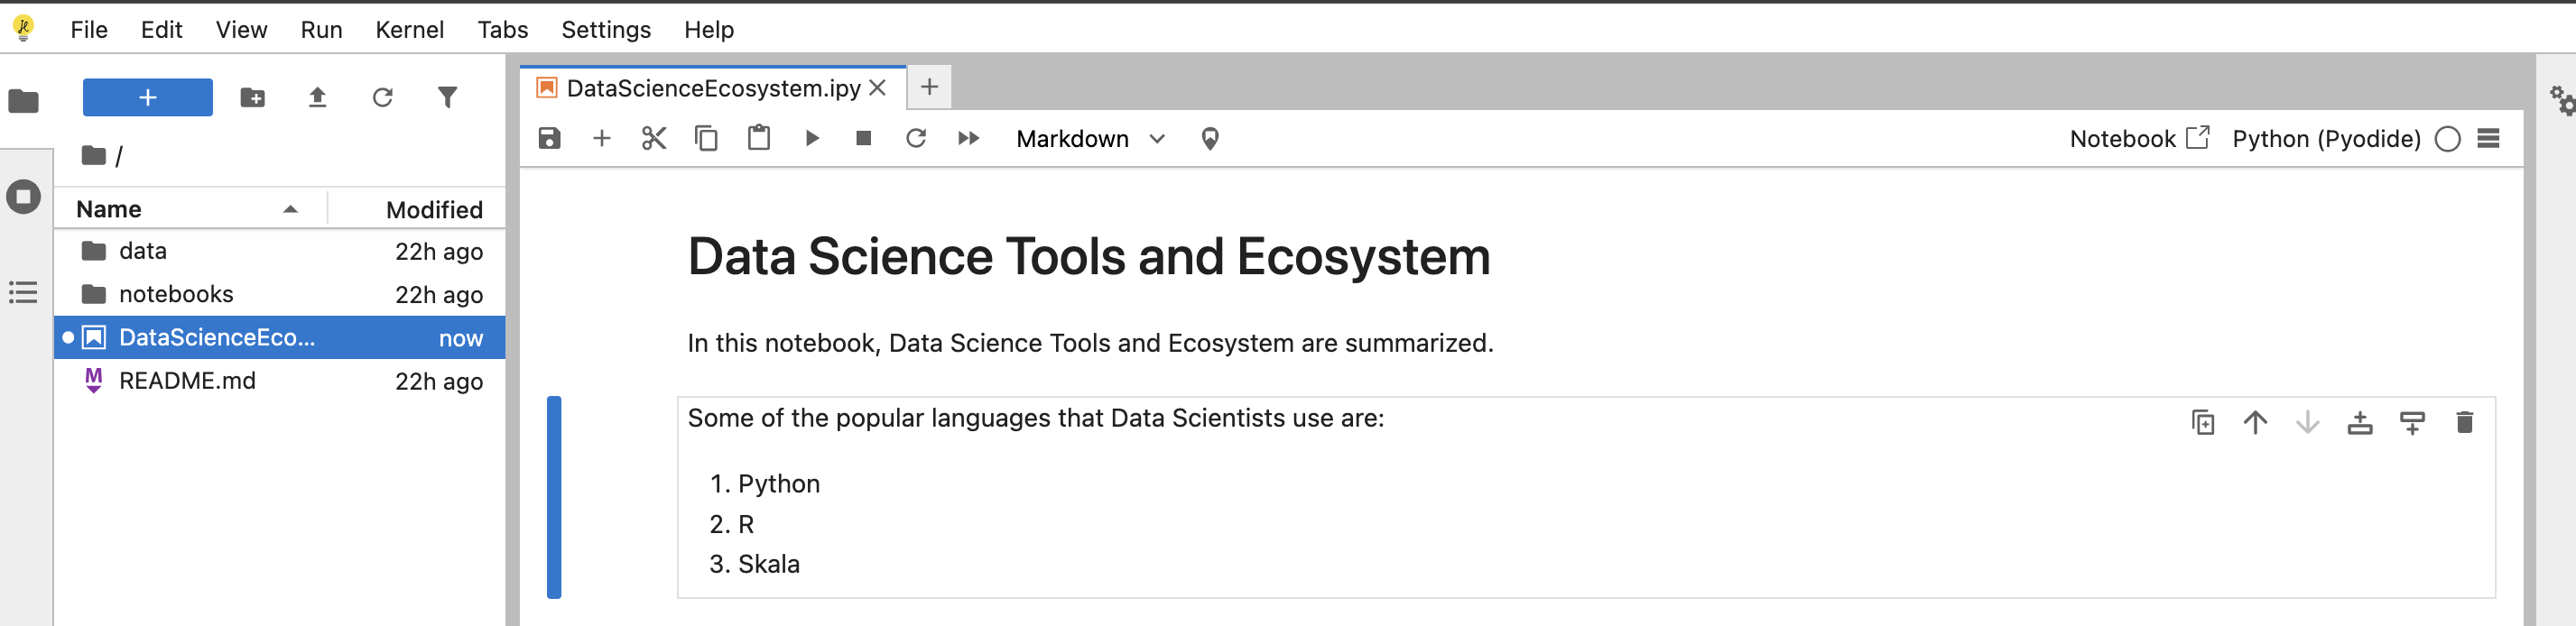 File Edit View Run Kernel Tabs Settings Help
/
Name Modified
data 22h ago
notebooks 22h ago
DataScienceEco... now
README.md 22h ago
DataScienceEcosystem.ipy
Markdown Notebook Python (Pyodide)
Data Science Tools and Ecosystem
In this notebook, Data Science Tools and Ecosystem are summarized.
Some of the popular languages that Data Scientists use are:
1. Python
2. R
3. Skala